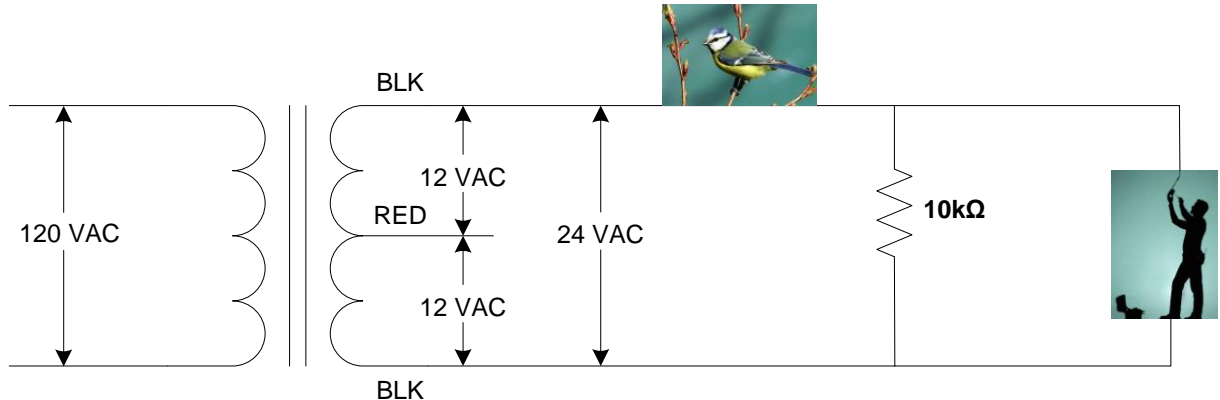 BLK
12 VAC
RED
120 VAC
24 VAC
10kΩ
12 VAC
BLK